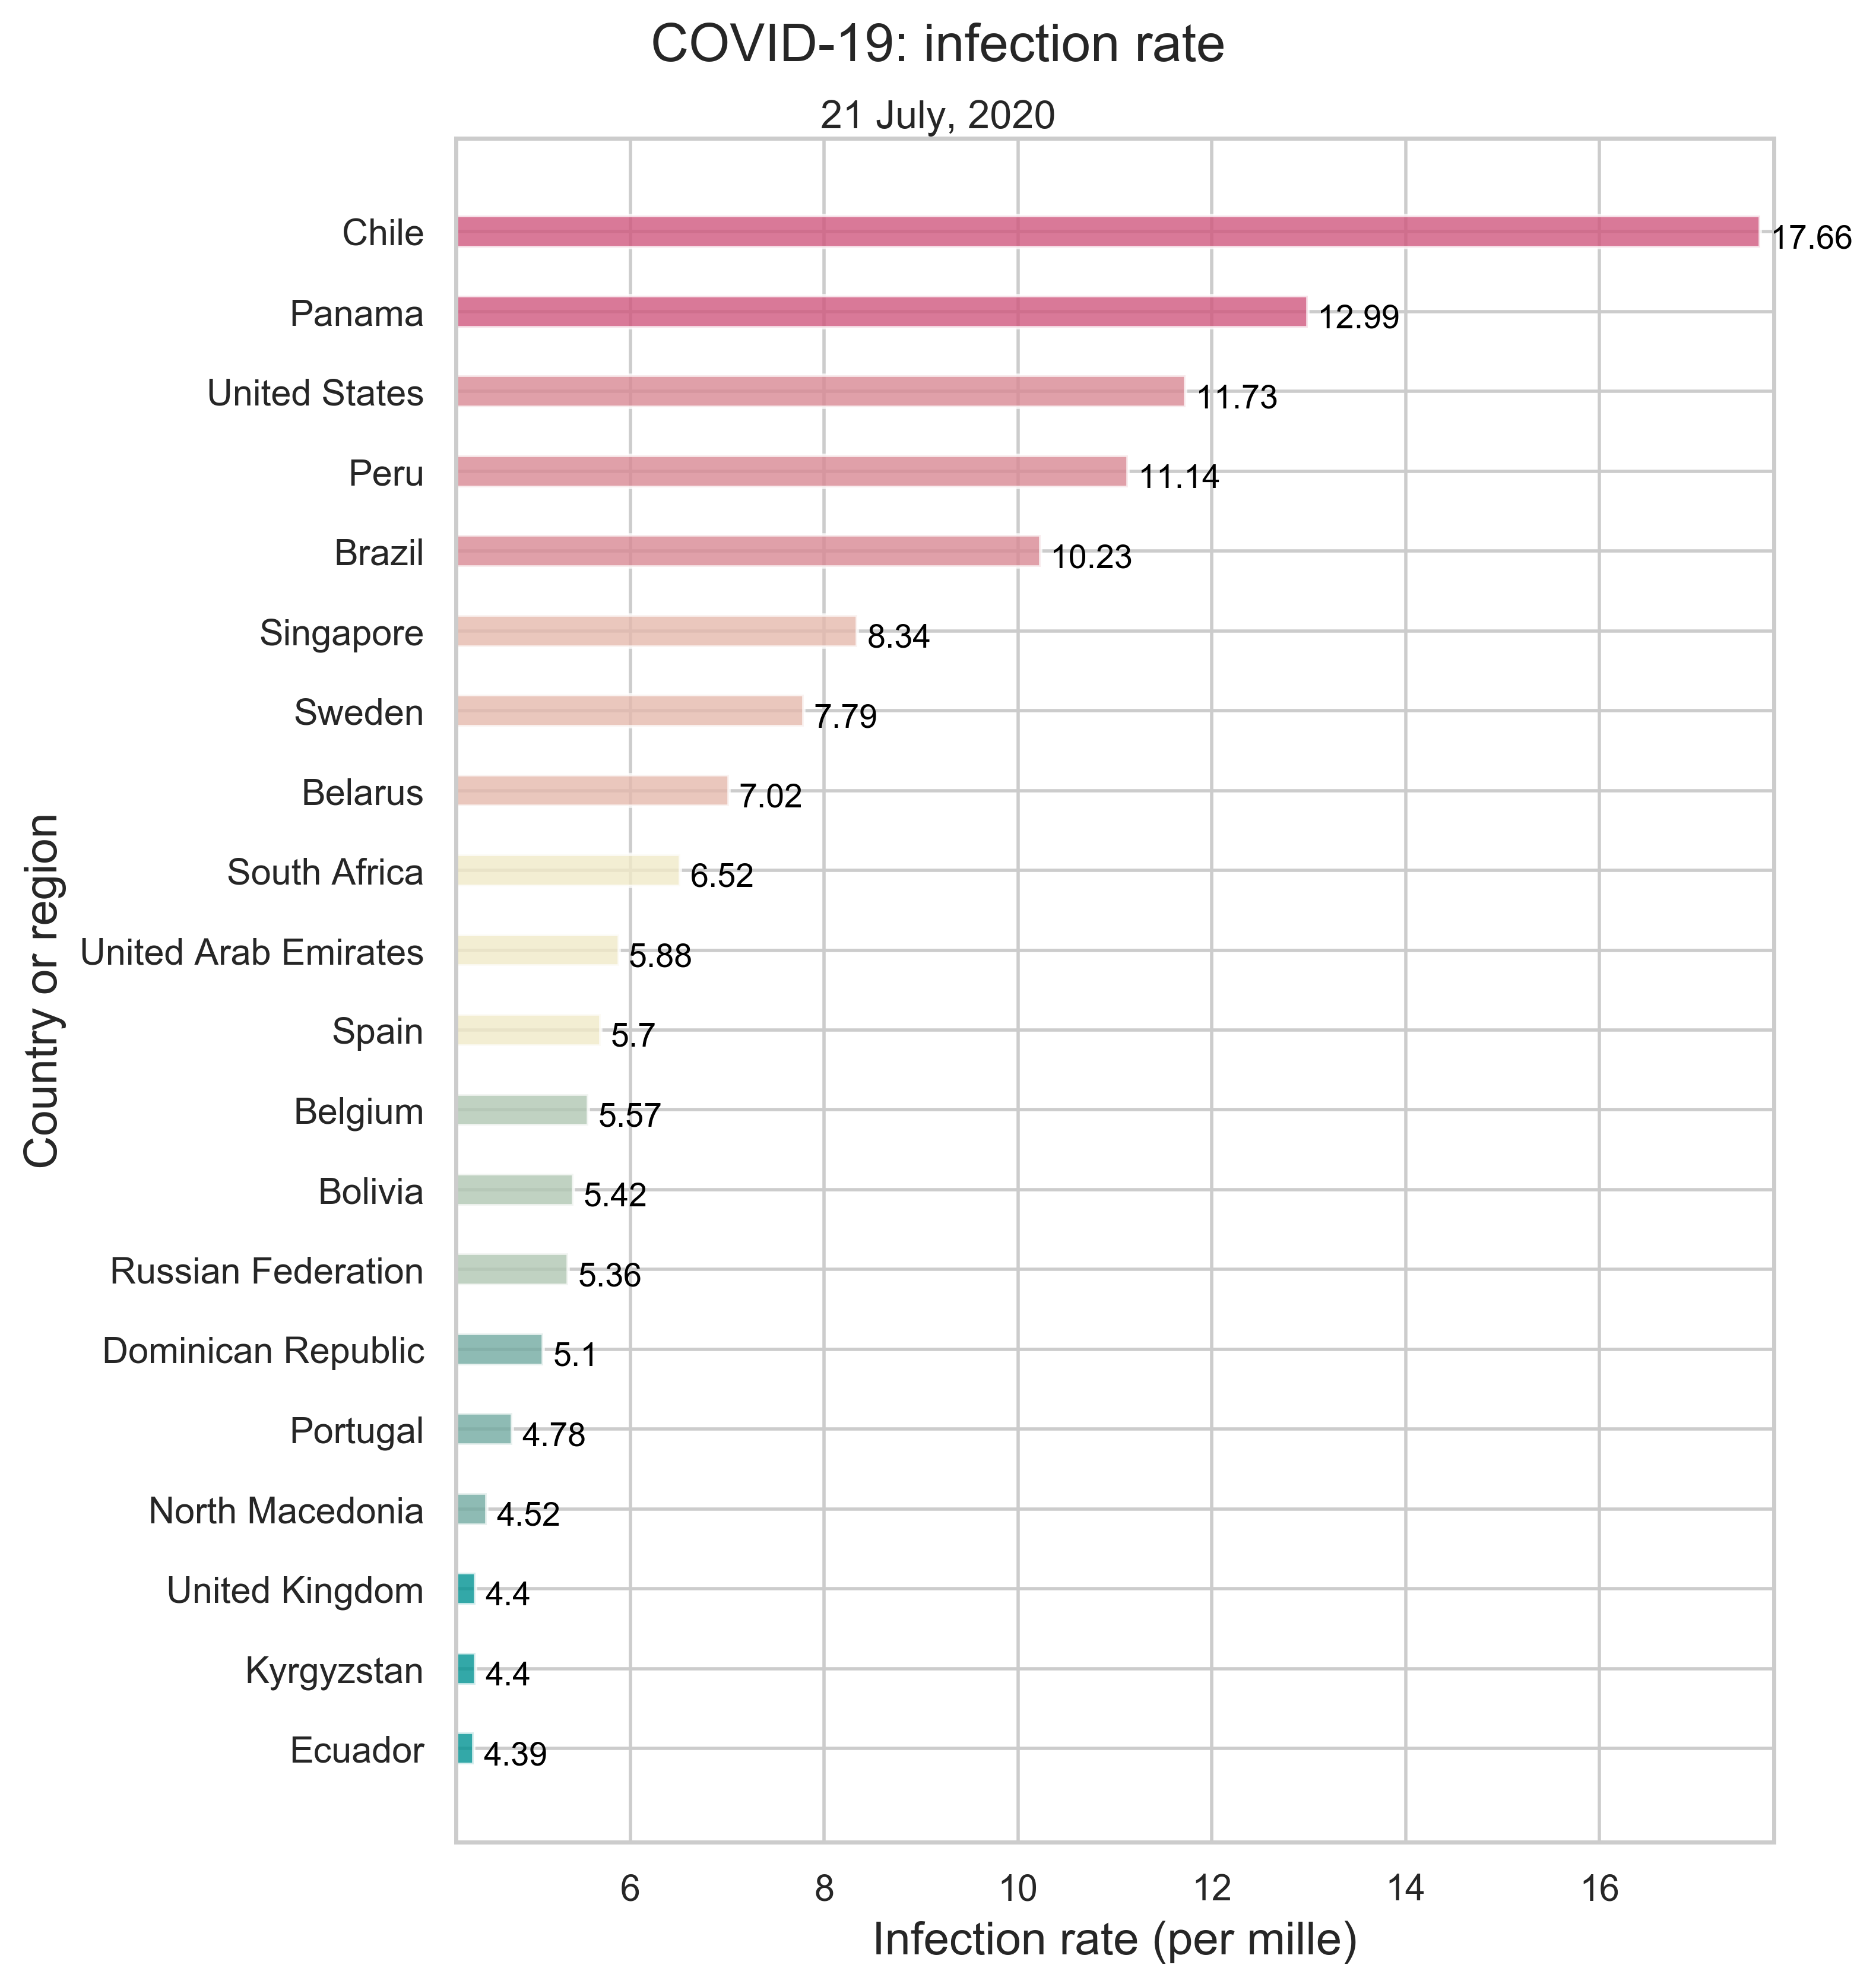 COVID-19: infection rate
21 July, 2020
Chile 17.66
Panama 12.99
United States 11.73
Peru 11.14
Brazil 10.23
Singapore 8.34
Sweden 7.79
Belarus 7.02
South Africa 6.52
United Arab Emirates 5.88
Spain 5.7
Belgium 5.57
Bolivia 5.42
Russian Federation 5.36
Dominican Republic 5.1
Portugal 4.78
North Macedonia 4.52
United Kingdom 4.4
Kyrgyzstan 4.4
Ecuador 4.39
Country or region
6 8 10 12 14 16
Infection rate (per mille)